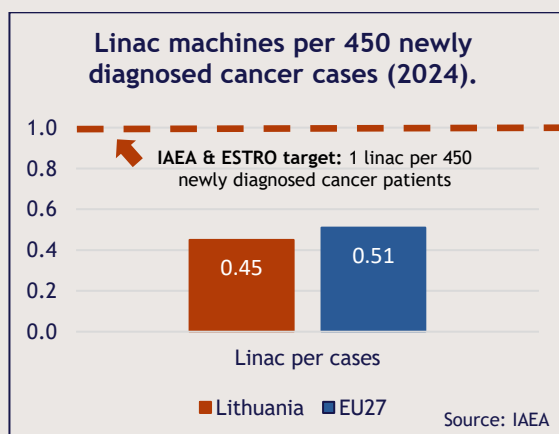 Linac machines per 450 newly
diagnosed cancer cases (2024).
1.0
IAEA & ESTRO target: 1 linac per 450
newly diagnosed cancer patients
0.8
0.6
0.4
0.2
0.0
0.45
0.51
Linac per cases
Lithuania EU27
Source: IAEA